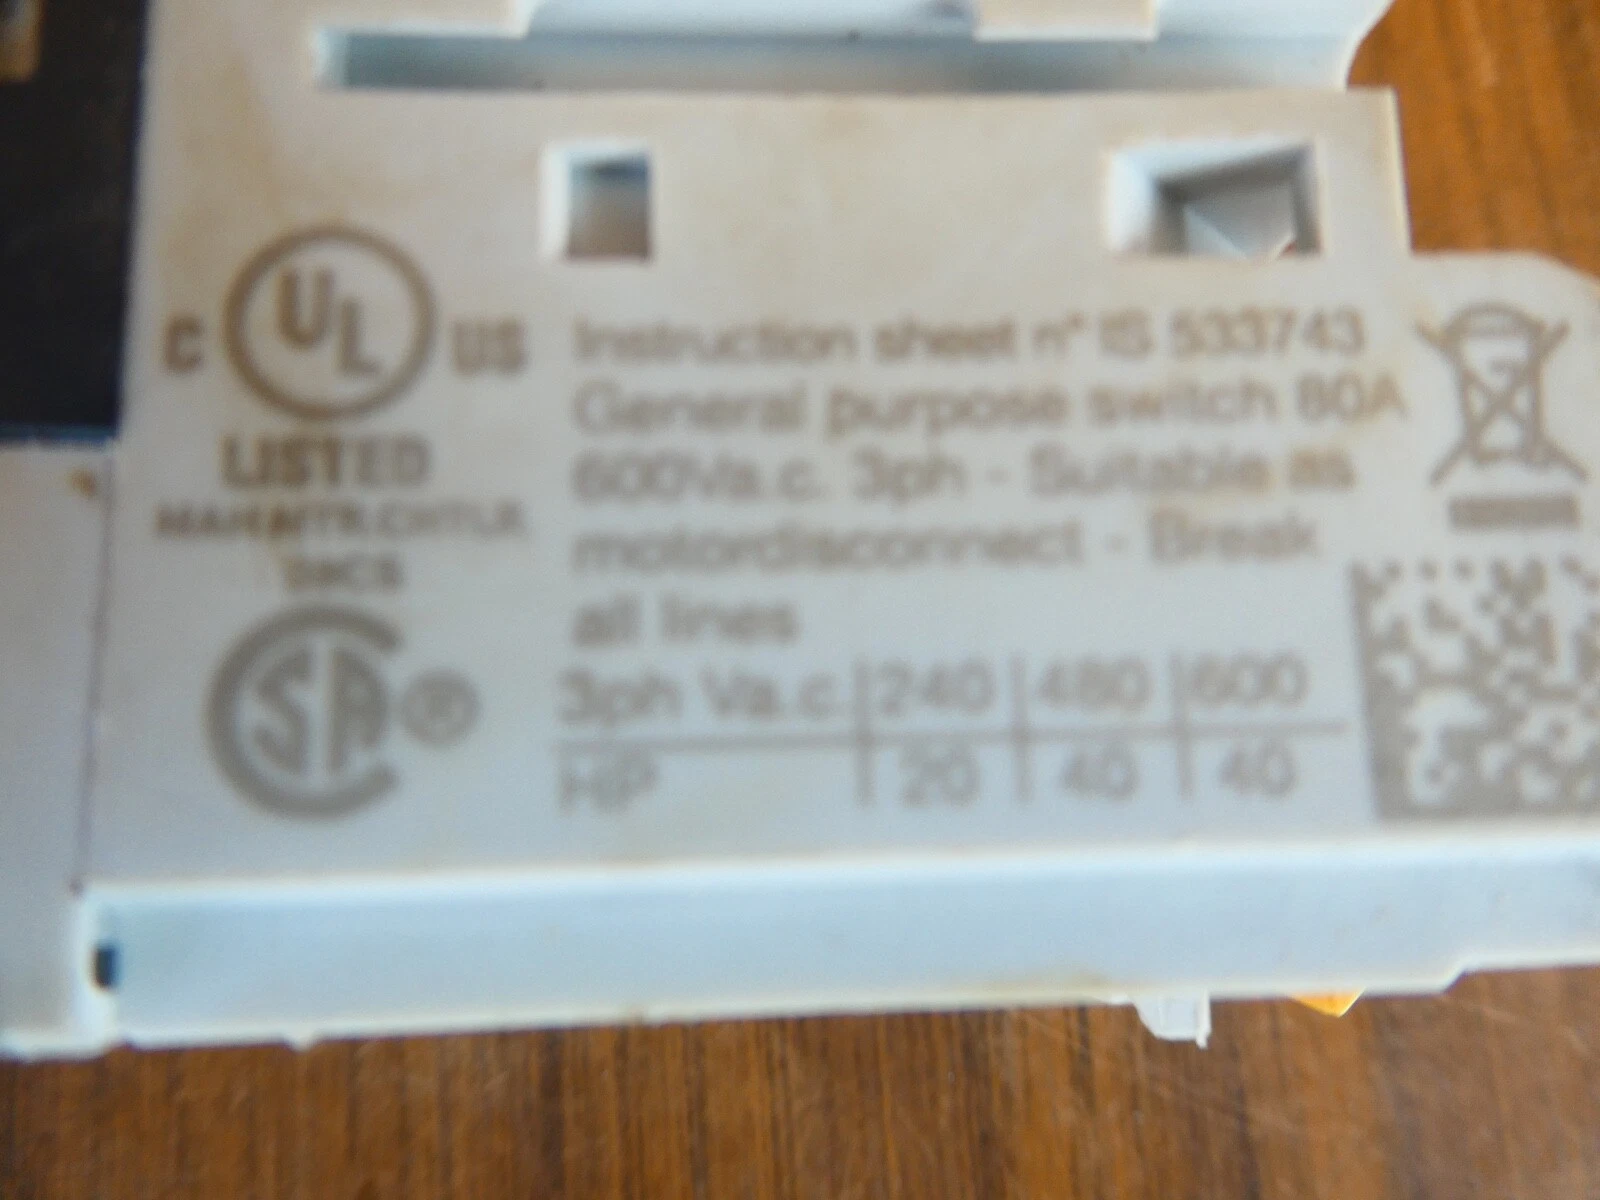 C UL US
LISTED
Instruction sheet n° IS 533743
General purpose switch
600Va.c. 3ph - Suitable as
motordisconnect - Break
all lines
SA ®
3ph Va.c 240 480 600
HP 20 40 40